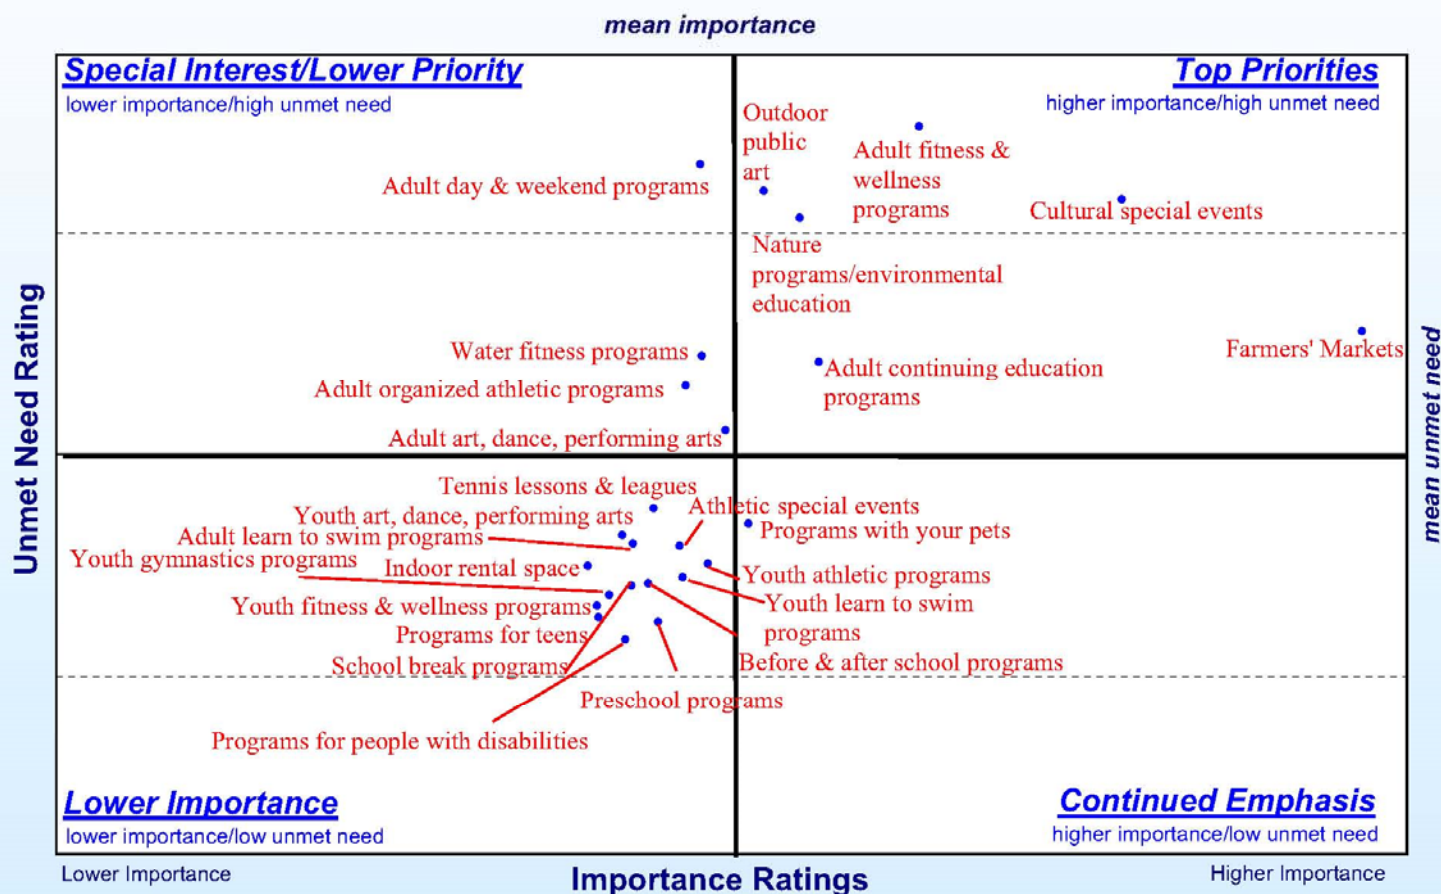 mean importance
Special Interest/Lower Priority
lower importance/high unmet need
Top Priorities
higher importance/high unmet need
Outdoor
public
art
Adult fitness &
wellness
programs
Adult day & weekend programs
Cultural special events
Nature
programs/environmental
education
Water fitness programs
Farmers' Markets
Adult organized athletic programs
Adult continuing education
programs
Adult art, dance, performing arts
Unmet Need Rating
mean unmet need
Tennis lessons & leagues
Athletic special events
Youth art, dance, performing arts
Programs with your pets
Adult learn to swim programs
Youth gymnastics programs
Indoor rental space
Youth athletic programs
Youth fitness & wellness programs
Youth learn to swim
programs
Programs for teens
School break programs
Before & after school programs
Preschool programs
Programs for people with disabilities
Lower Importance
lower importance/low unmet need
Continued Emphasis
higher importance/low unmet need
Lower Importance
Importance Ratings
Higher Importance